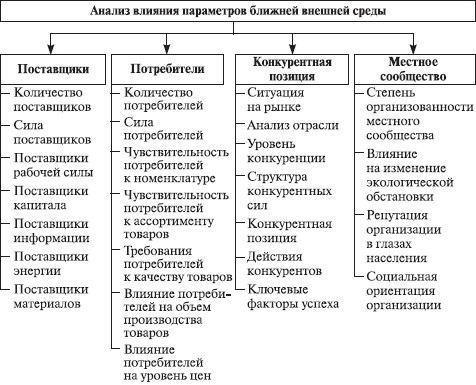 Анализ влияния параметров ближней внешней среды
Поставщики
Количество
поставщиков
Сила
поставщиков
Поставщики
рабочей силы
Поставщики
капитала
Поставщики
информации
Поставщики
энергии
Поставщики
материалов
Потребители
Количество
потребителей
Сила
потребителей
Чувствительность
потребителей
к номенклатуре
Чувствительность
потребителей
к ассортименту
товаров
Требования
потребителей
к качеству товаров
Влияние потреби-
телей на объем
производства
товаров
Влияние
потребителей
на уровень цен
Конкурентная
позиция
Ситуация
на рынке
Анализ отрасли
Уровень
конкуренции
Структура
конкурентных
сил
Конкурентная
позиция
Действия
конкурентов
Ключевые
факторы успеха
Местное
сообщество
Степень
организованности
местного
сообщества
Влияние
на изменение
экологической
обстановки
Репутация
организации
в глазах
населения
Социальная
ориентация
организации